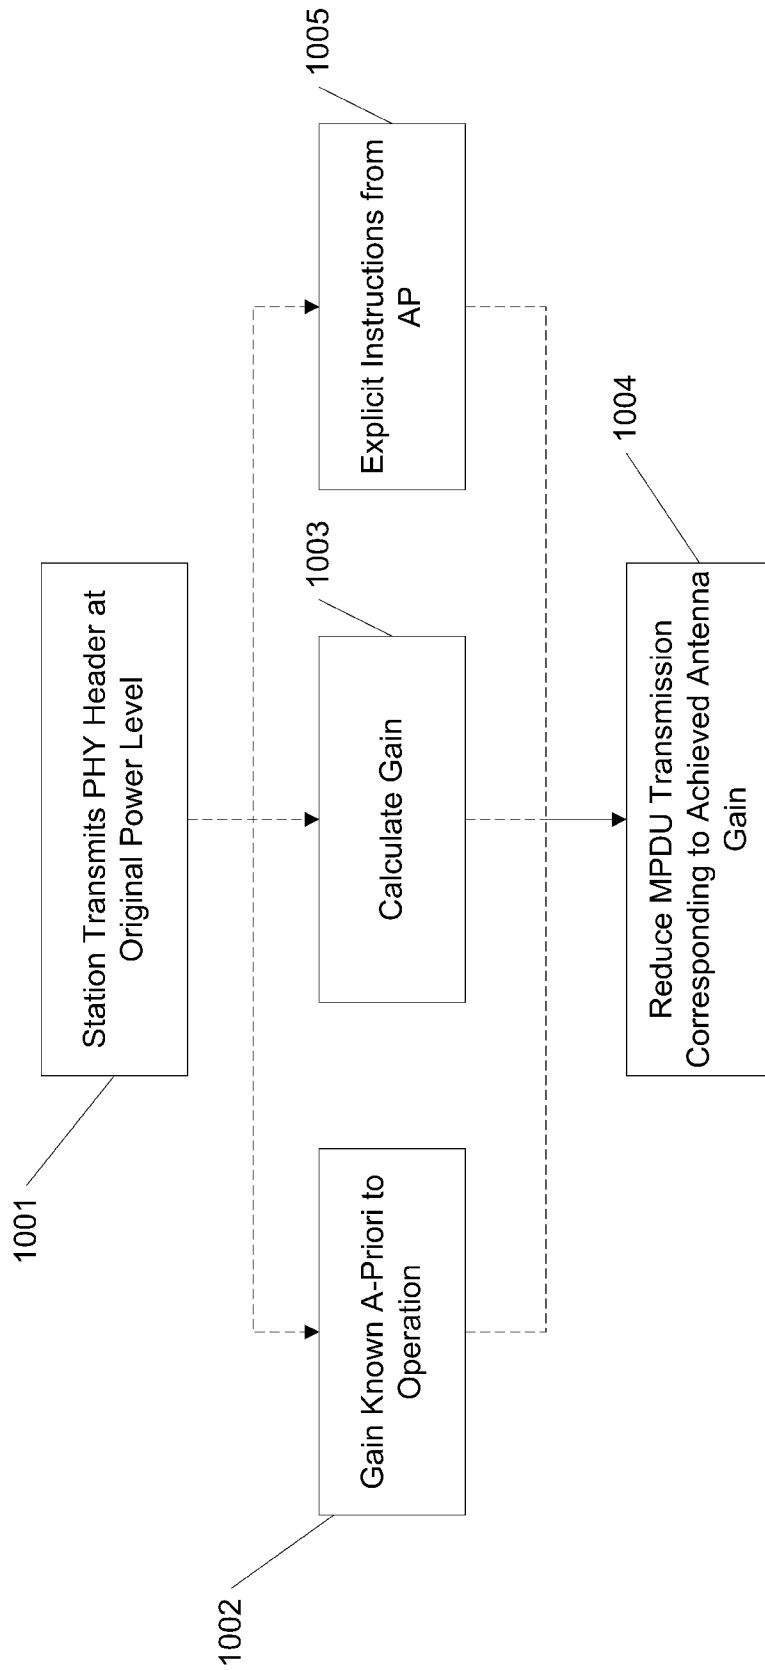 1001
Station Transmits PHY Header at
Original Power Level
1002
Gain Known A-Priori to
Operation
1003
Calculate Gain
1005
Explicit Instructions from
AP
1004
Reduce MPDU Transmission
Corresponding to Achieved Antenna
Gain